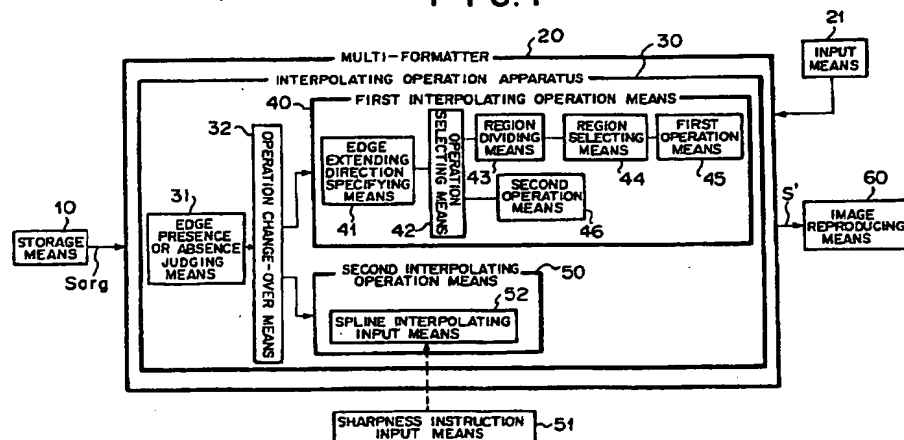 FIG. 1
20
21
MULTI-FORMATTER
INPUT
MEANS
30
INTERPOLATING OPERATION APPARATUS
40
FIRST INTERPOLATING OPERATION MEANS
32
OPERATION CHANGE-OVER MEANS
EDGE
EXTENDING
DIRECTION
SPECIFYING
MEANS
41
OPERATION
SELECTING MEANS
42
REGION
DIVIDING
MEANS
43
REGION
SELECTING
MEANS
44
FIRST
OPERATION
MEANS
45
SECOND
OPERATION
MEANS
46
31
EDGE
PRESENCE
OR ABSENCE
JUDGING
MEANS
10
STORAGE
MEANS
Sorg
S'
60
IMAGE
REPRODUCING
MEANS
50
SECOND INTERPOLATING
OPERATION MEANS
52
SPLINE INTERPOLATING
INPUT MEANS
SHARPNESS INSTRUCTION
INPUT MEANS
51